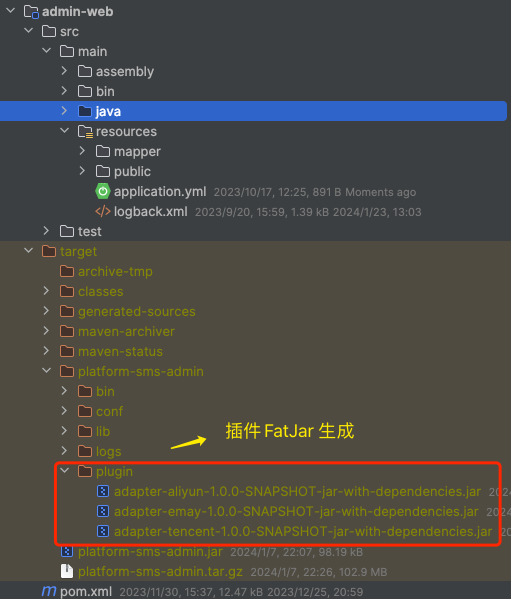 admin-web
src
main
assembly
bin
java
resources
mapper
public
application.yml 2023/10/17, 12:25, 891 B Moments ago
logback.xml 2023/9/20, 15:59, 1.39 kB 2024/1/23, 13:03
test
target
archive-tmp
classes
generated-sources
maven-archiver
maven-status
platform-sms-admin
bin
conf
lib
插件 FatJar 生成
logs
plugin
adapter-aliyun-1.0.0-SNAPSHOT-jar-with-dependencies.jar 2024
adapter-emay-1.0.0-SNAPSHOT-jar-with-dependencies.jar 2024/
adapter-tencent-1.0.0-SNAPSHOT-jar-with-dependencies.jar 202
platform-sms-admin.jar 2024/1/7, 22:07, 98.19 kB
platform-sms-admin.tar.gz 2024/1/7, 22:26, 102.9 MB
pom.xml 2023/11/30, 15:37, 12.47 kB 2023/12/25, 20:59